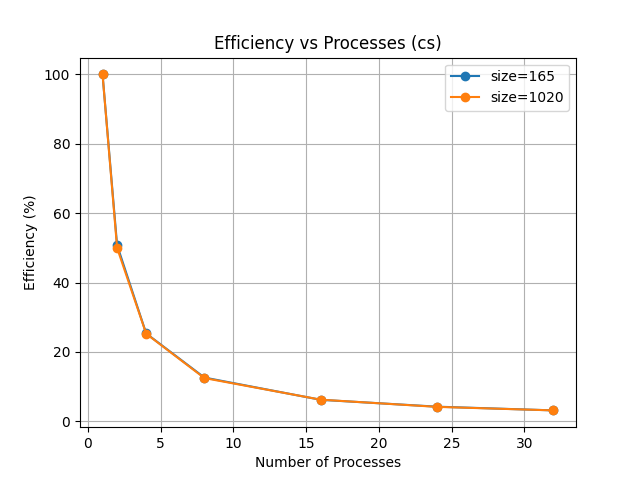 Efficiency vs Processes (cs)
size=165
size=1020
Efficiency (%)
100
80
60
40
20
0
0 5 10 15 20 25 30
Number of Processes